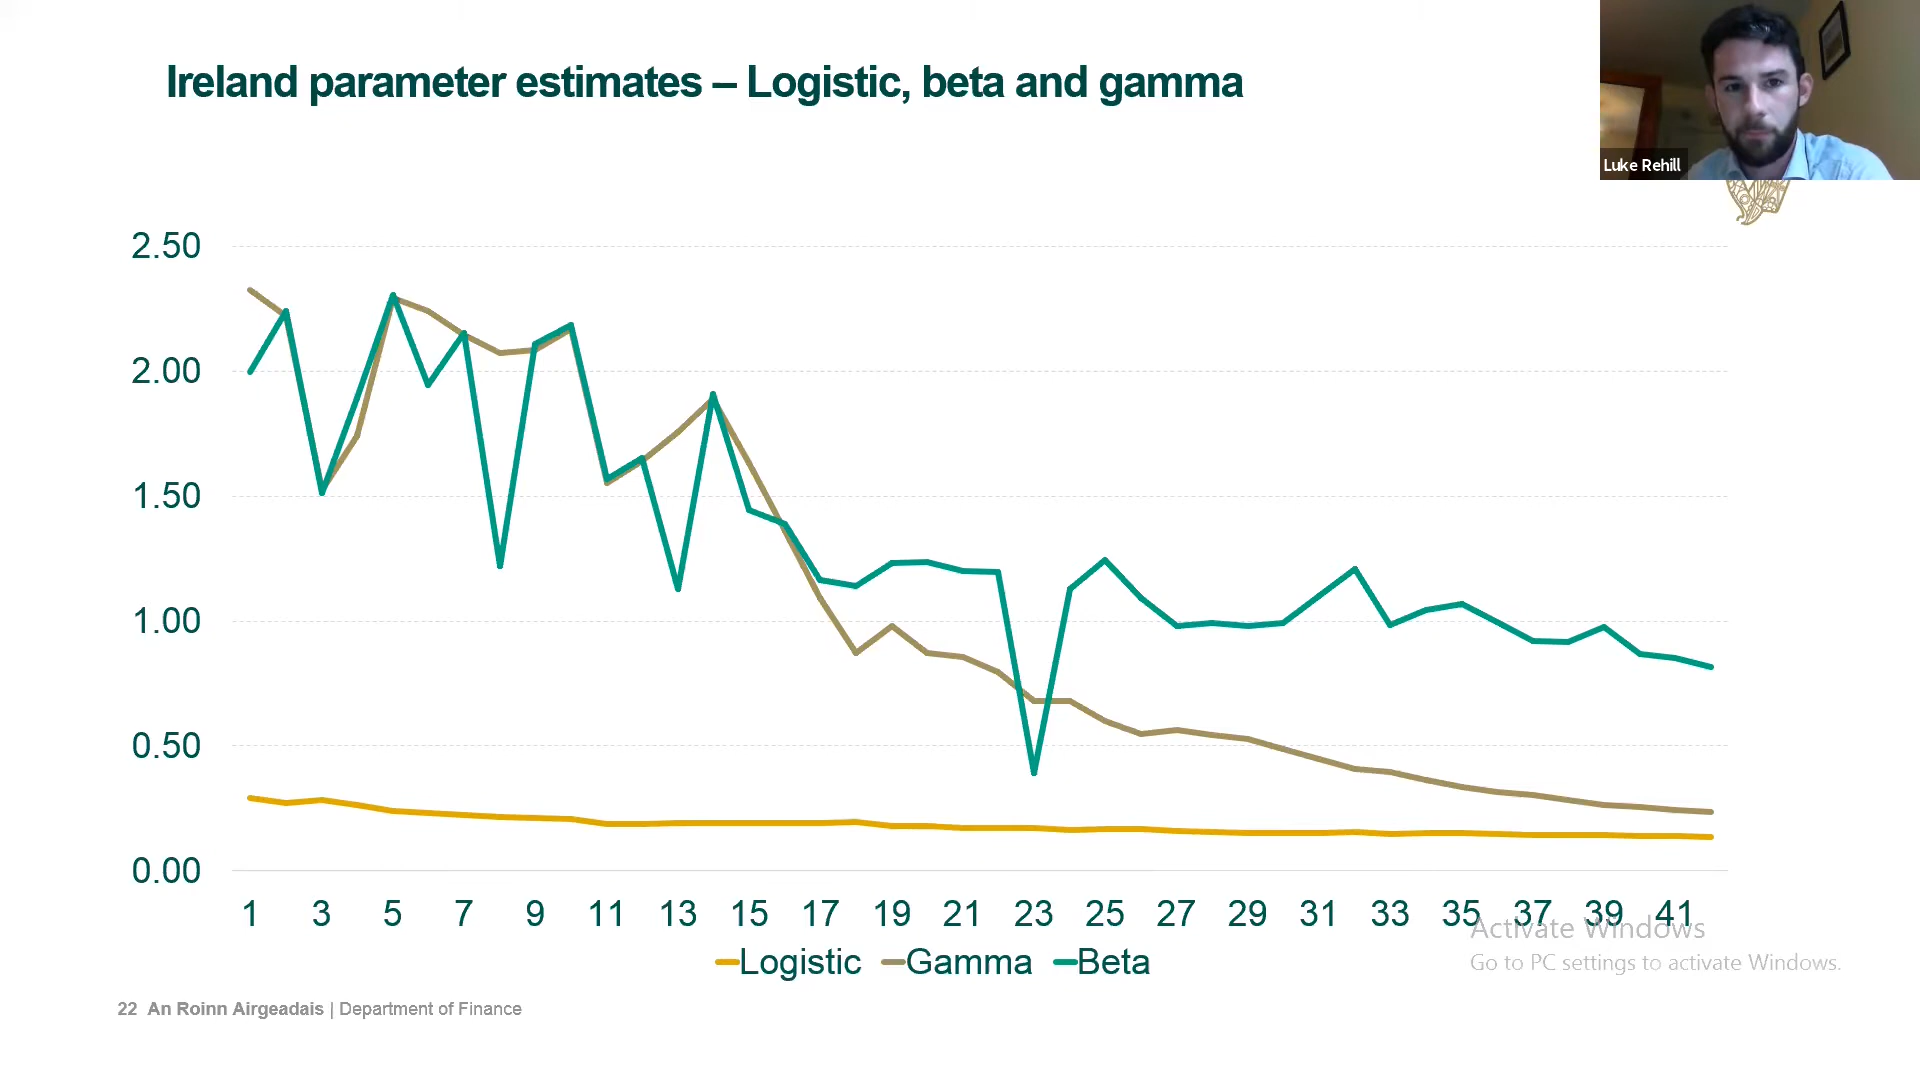 Ireland parameter estimates – Logistic, beta and gamma
Luke Rehill
2.50
2.00
1.50
1.00
0.50
0.00
1 3 5 7 9 11 13 15 17 19 21 23 25 27 29 31 33 35 37 39 41
Logistic Gamma Beta
Activate Windows
Go to PC settings to activate Windows.
22 An Roinn Airgeadais | Department of Finance